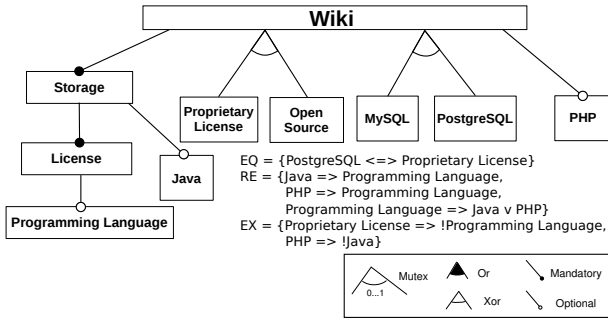 Wiki
Storage
Proprietary
License
Open
Source
MySQL
PostgreSQL
PHP
License
Java
Programming Language
EQ = {PostgreSQL <=> Proprietary License}
RE = {Java => Programming Language,
PHP => Programming Language,
Programming Language => Java v PHP}
EX = {Proprietary License => !Programming Language,
PHP => !Java}
Mutex
0...1
Or
Mandatory
Xor
Optional